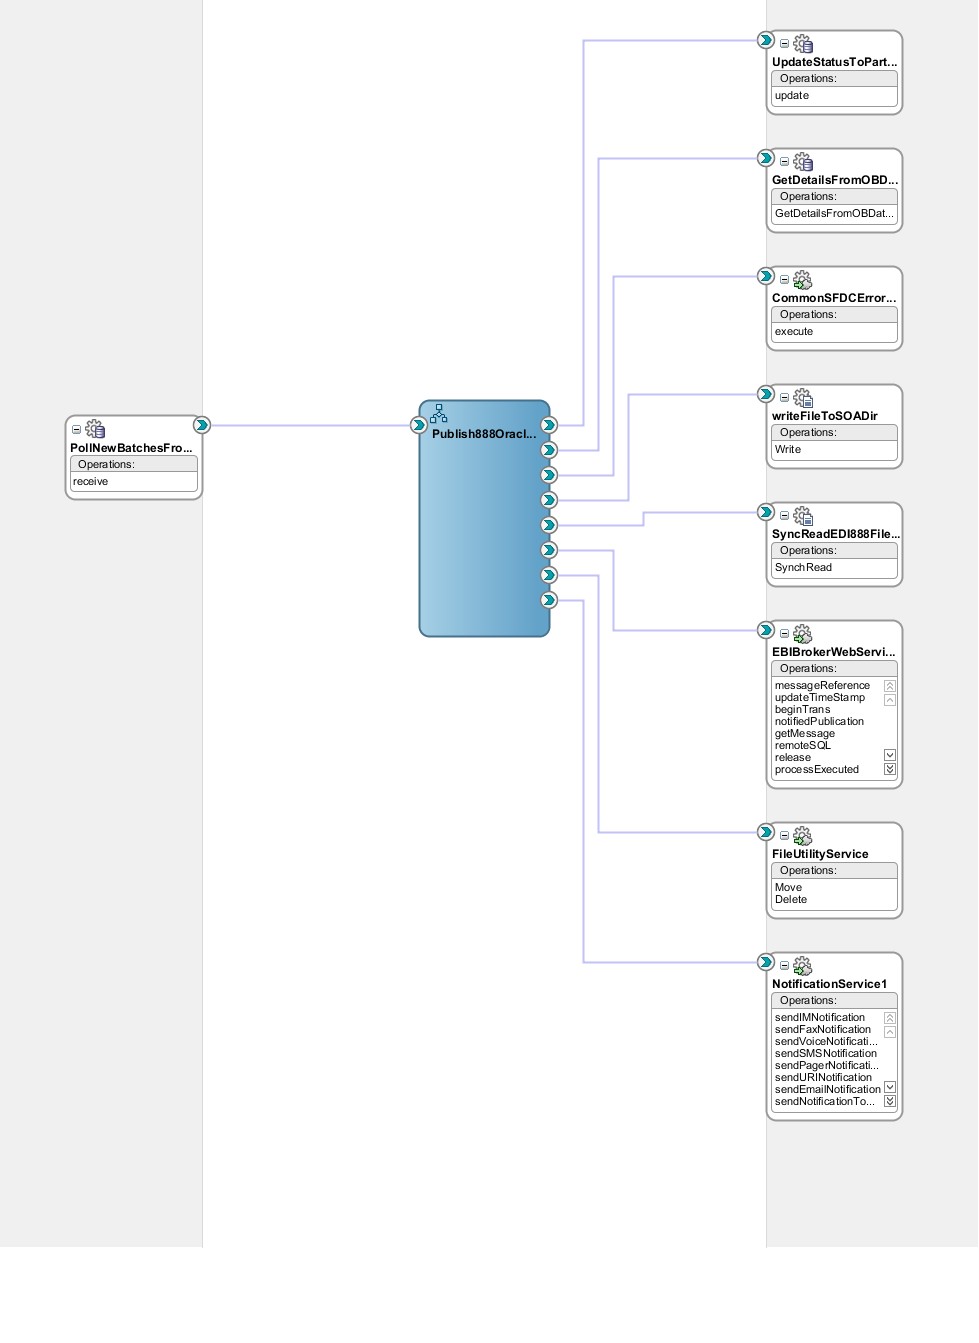 PollNewBatchesFro...
Operations:
receive
Publish888Oracl...
UpdateStatusToPart...
Operations:
update
GetDetailsFromOBD...
Operations:
GetDetailsFromOBDat...
CommonSFDCError...
Operations:
execute
writeFileToSOADir
Operations:
Write
SyncReadEDI888File...
Operations:
SynchRead
EBIBrokerWebServi...
Operations:
messageReference
updateTimeStamp
beginTrans
notifiedPublication
getMessage
remoteSQL
release
processExecuted
FileUtilityService
Operations:
Move
Delete
NotificationService1
Operations:
sendIMNotification
sendFaxNotification
sendVoiceNotificati...
sendSMSNotification
sendPagerNotificati...
sendURINotification
sendEmailNotification
sendNotificationTo...